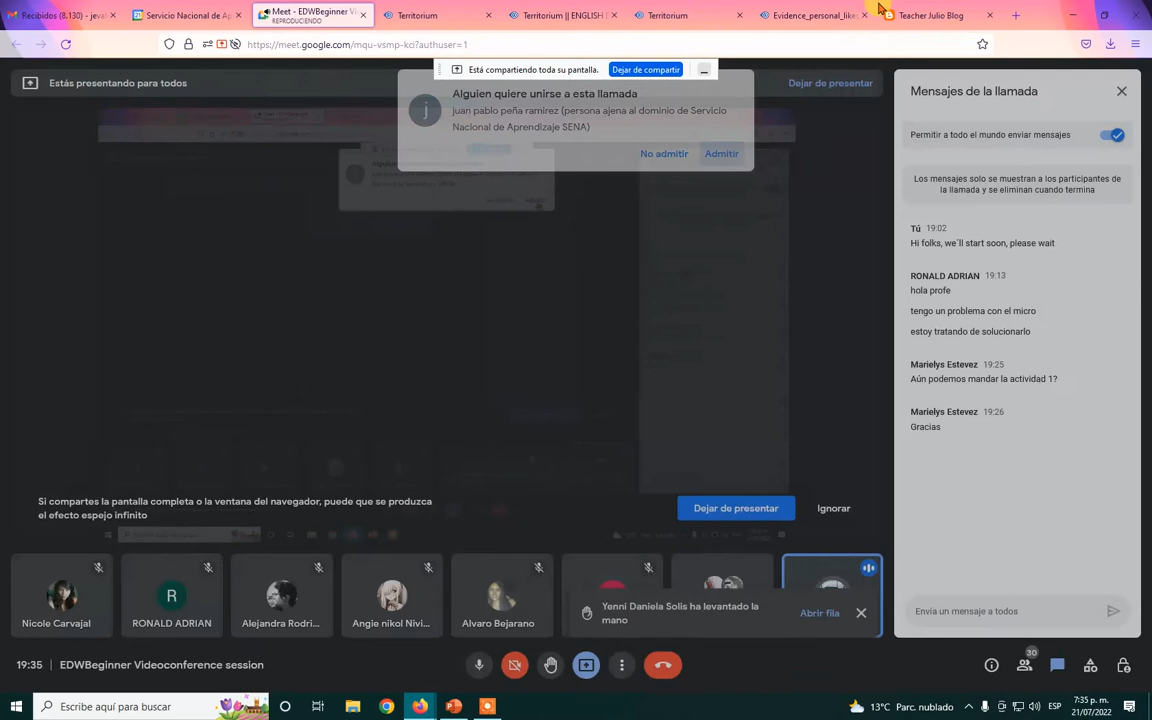 Recibidos (8.130) - jeva
Servicio Nacional de Ap
Meet - EDWBeginner Vi
REPRODUCIENDO
Territorium
Territorium || ENGLISH D
Territorium
Evidence_personal_likes
Teacher Julio Blog
https://meet.google.com/mqu-vsmp-kci?authuser=1
Está compartiendo toda su pantalla.
Dejar de compartir
Estás presentando para todos
Dejar de presentar
Alguien quiere unirse a esta llamada
j
juan pablo peña ramirez (persona ajena al dominio de Servicio
Nacional de Aprendizaje SENA)
No admitir
Admitir
Mensajes de la llamada
Permitir a todo el mundo enviar mensajes
Los mensajes solo se muestran a los participantes de
la llamada y se eliminan cuando termina
Tú 19:02
Hi folks, we´ll start soon, please wait
RONALD ADRIAN 19:13
hola profe
tengo un problema con el micro
estoy tratando de solucionarlo
Marielys Estevez 19:25
Aún podemos mandar la actividad 1?
Marielys Estevez 19:26
Gracias
Si compartes la pantalla completa o la ventana del navegador, puede que se produzca
el efecto espejo infinito
Dejar de presentar
Ignorar
Nicole Carvajal
R
RONALD ADRIAN
Alejandra Rodri...
Angie nikol Nivi...
Alvaro Bejarano
Yenni Daniela Solis ha levantado la
mano
Abrir fila
Envía un mensaje a todos
19:35 EDWBeginner Videoconference session
30
Escribe aquí para buscar
13°C Parc. nublado
ESP
7:35 p. m.
21/07/2022